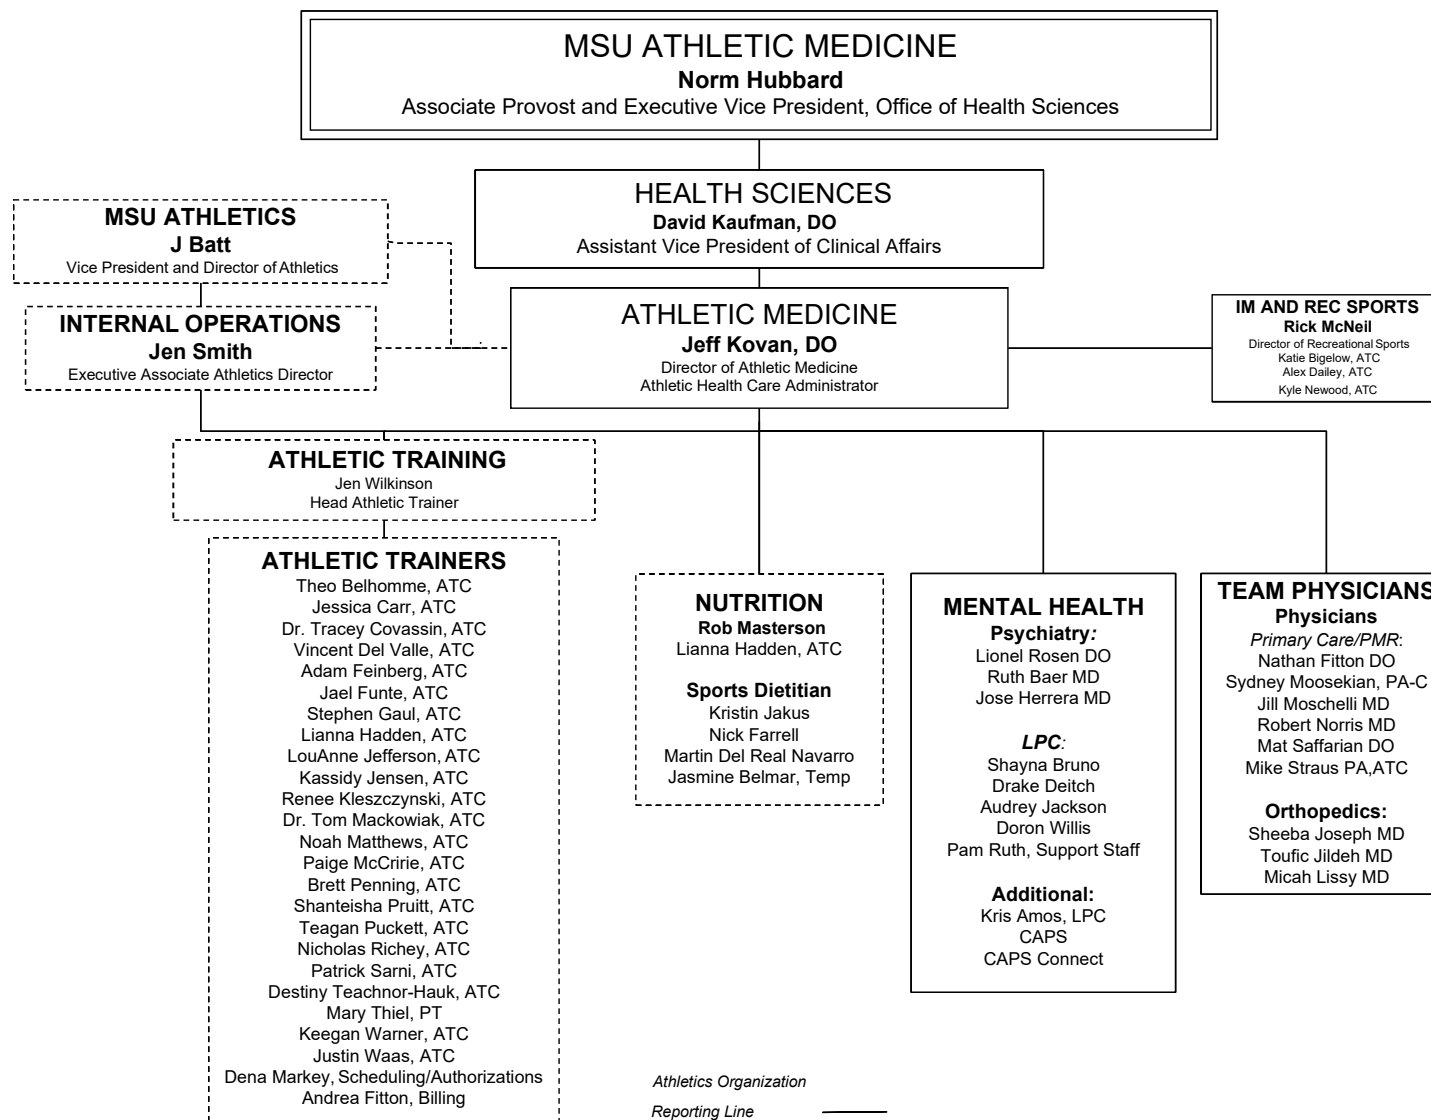 MSU ATHLETIC MEDICINE
Norm Hubbard
Associate Provost and Executive Vice President, Office of Health Sciences
HEALTH SCIENCES
David Kaufman, DO
Assistant Vice President of Clinical Affairs
MSU ATHLETICS
J Batt
Vice President and Director of Athletics
INTERNAL OPERATIONS
Jen Smith
Executive Associate Athletics Director
ATHLETIC MEDICINE
Jeff Kovan, DO
Director of Athletic Medicine
Athletic Health Care Administrator
IM AND REC SPORTS
Rick McNeil
Director of Recreational Sports
Katie Bigelow, ATC
Alex Dailey, ATC
Kyle Newood, ATC
ATHLETIC TRAINING
Jen Wilkinson
Head Athletic Trainer
ATHLETIC TRAINERS
Theo Belhomme, ATC
Jessica Carr, ATC
Dr. Tracey Covassin, ATC
Vincent Del Valle, ATC
Adam Feinberg, ATC
Jael Funte, ATC
Stephen Gaul, ATC
Lianna Hadden, ATC
LouAnne Jefferson, ATC
Kassidy Jensen, ATC
Renee Kleszczynski, ATC
Dr. Tom Mackowiak, ATC
Noah Matthews, ATC
Paige McCririe, ATC
Brett Penning, ATC
Shanteisha Pruitt, ATC
Teagan Puckett, ATC
Nicholas Richey, ATC
Patrick Sarni, ATC
Destiny Teachnor-Hauk, ATC
Mary Thiel, PT
Keegan Warner, ATC
Justin Waas, ATC
Dena Markey, Scheduling/Authorizations
Andrea Fitton, Billing
NUTRITION
Rob Masterson
Lianna Hadden, ATC
Sports Dietitian
Kristin Jakus
Nick Farrell
Martin Del Real Navarro
Jasmine Belmar, Temp
MENTAL HEALTH
Psychiatry:
Lionel Rosen DO
Ruth Baer MD
Jose Herrera MD
LPC:
Shayna Bruno
Drake Deitch
Audrey Jackson
Doron Willis
Pam Ruth, Support Staff
Additional:
Kris Amos, LPC
CAPS
CAPS Connect
TEAM PHYSICIANS
Physicians
Primary Care/PMR:
Nathan Fitton DO
Sydney Moosekian, PA-C
Jill Moschelli MD
Robert Norris MD
Mat Saffarian DO
Mike Straus PA,ATC
Orthopedics:
Sheeba Joseph MD
Toufic Jildeh MD
Micah Lissy MD
Athletics Organization
Reporting Line